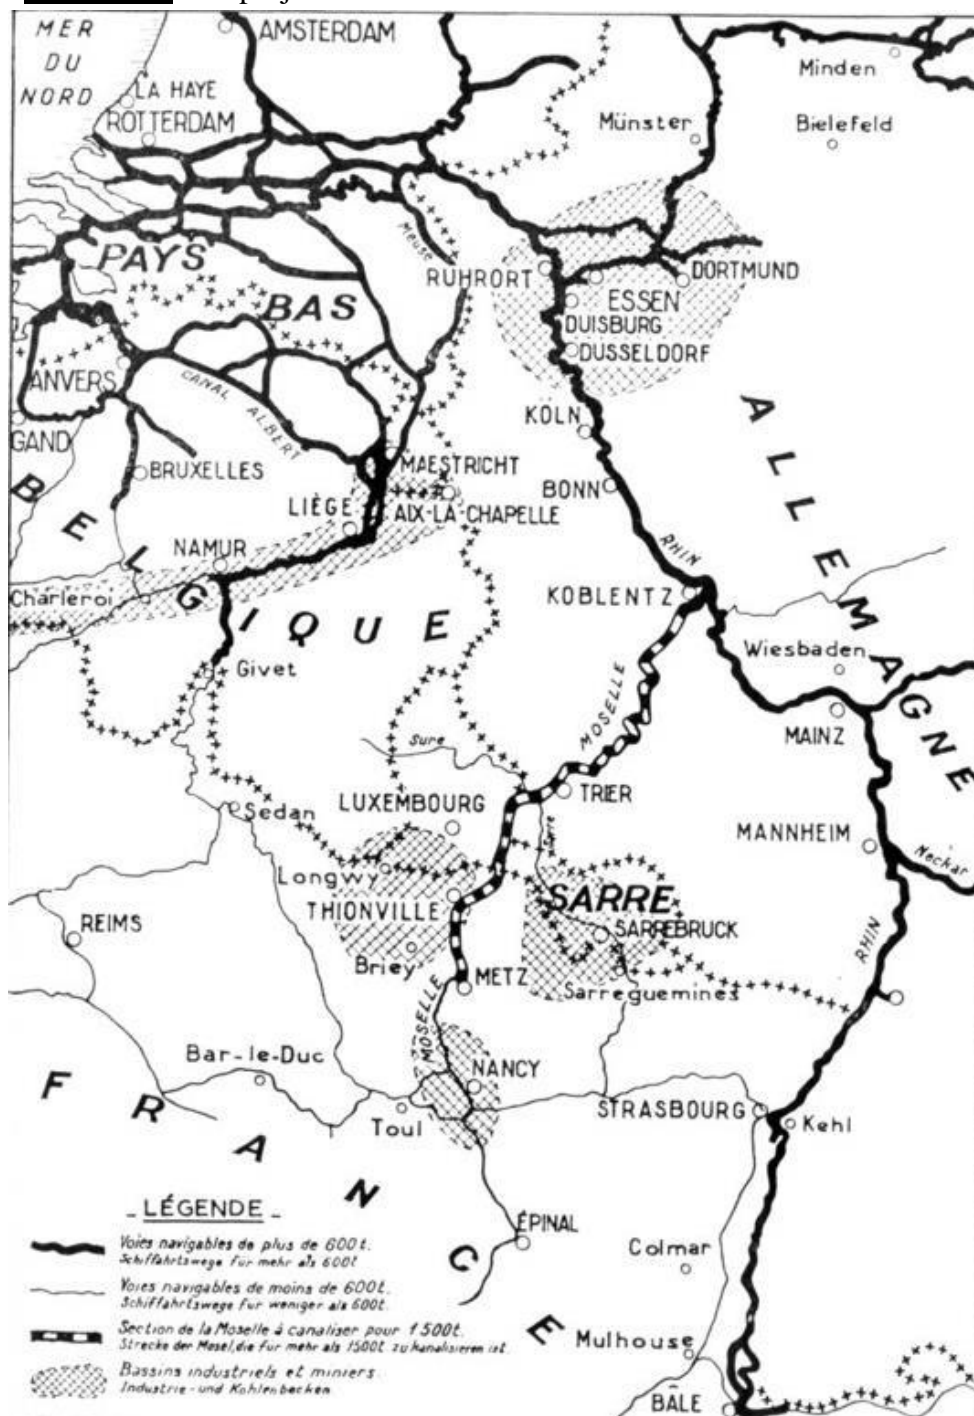 MER
DU
NORD
AMSTERDAM
LA HAYE
ROTTERDAM
Minden
Münster
Bielefeld
PAYS
BAS
Meuse
RUHRORT
DORTMUND
ESSEN
DUISBURG
DUSSELDORF
ANVERS
CANAL ALBERT
GAND
KÖLN
BRUXELLES
MAESTRICHT
BONN
LIÈGE
AIX-LA-CHAPELLE
ALLEMAGNE
BELGIQUE
NAMUR
RHIN
Charleroi
KOBLENTZ
Givet
Wiesbaden
MOSELLE
MAINZ
Sure
TRIER
LUXEMBOURG
Sedan
MANNHEIM
Sarre
Neckar
Longwy
THIONVILLE
SARRE
SARREBRUCK
REIMS
Briey
METZ
Sarreguemines
RHIN
MOSELLE
Bar-le-Duc
NANCY
FRANCE
Toul
STRASBOURG
Kehl
ÉPINAL
Colmar
Mulhouse
BÂLE
_ LÉGENDE _
Voies navigables de plus de 600t.
Schiffahrtswege für mehr als 600t
Voies navigables de moins de 600t.
Schiffahrtswege für weniger als 600t.
Section de la Moselle à canaliser pour 1500t.
Strecke der Mosel, die für mehr als 1500t. zu kanalisieren ist.
Bassins industriels et miniers.
Industrie- und Kohlenbecken